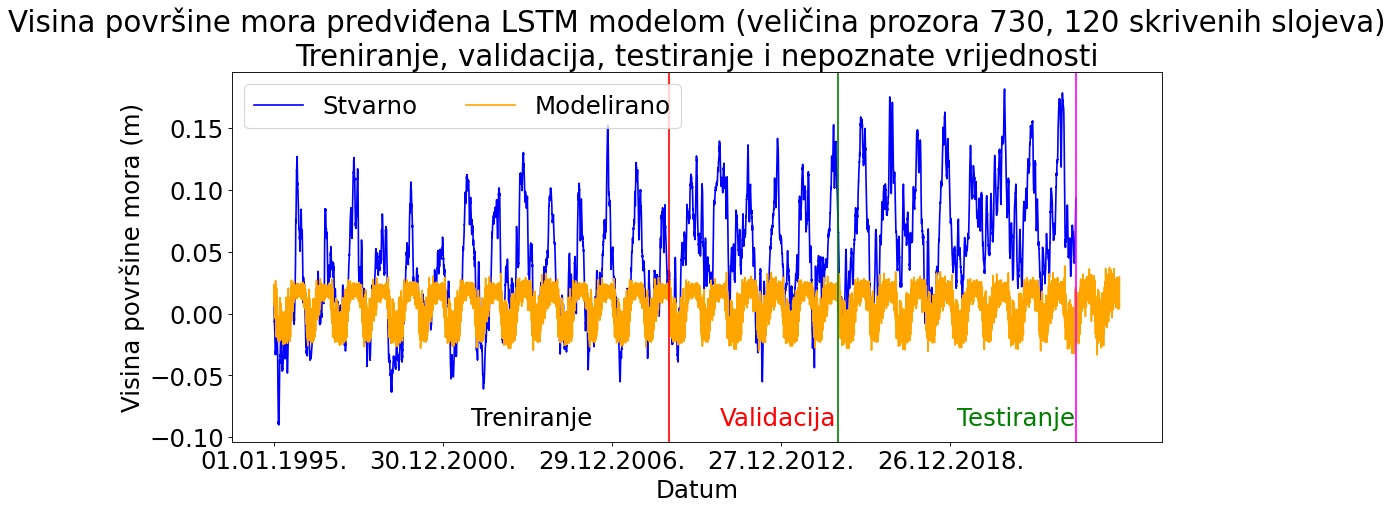 Visina površine mora predviđena LSTM modelom (veličina prozora 730, 120 skrivenih slojeva)
Treniranje, validacija, testiranje i nepoznate vrijednosti
Stvarno
Modelirano
Visina površine mora (m)
0.15
0.10
0.05
0.00
−0.05
−0.10
Treniranje
Validacija
Testiranje
01.01.1995.
30.12.2000.
29.12.2006.
27.12.2012.
26.12.2018.
Datum